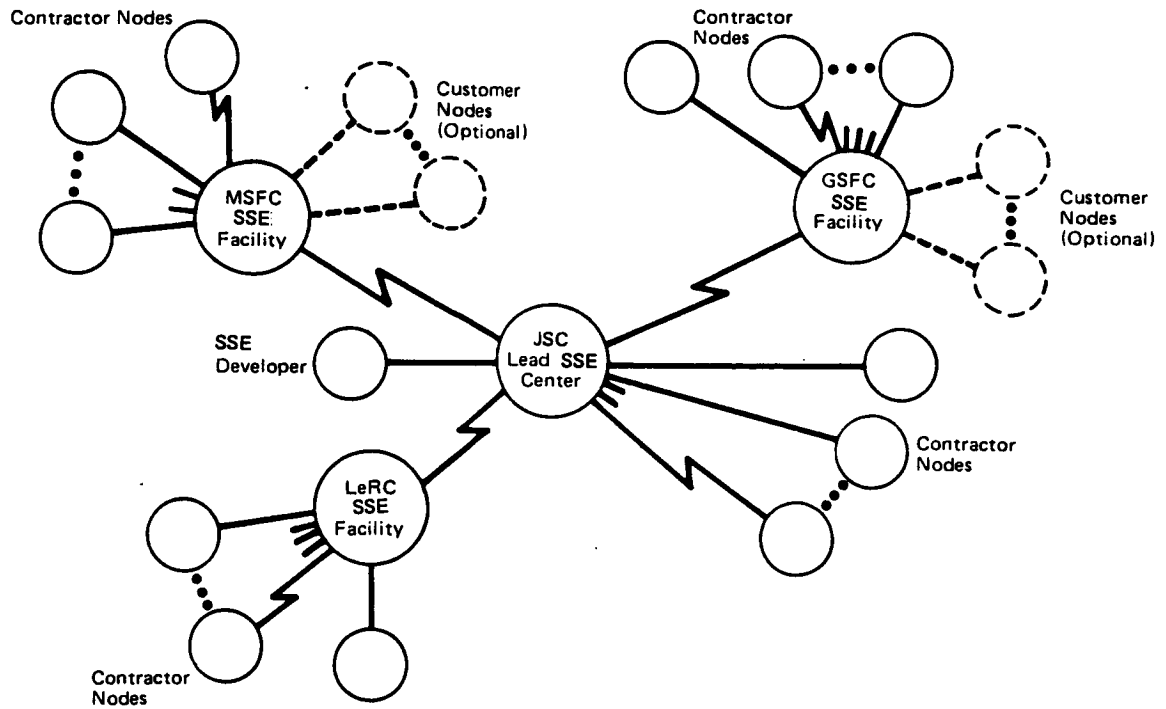 Contractor Nodes
Contractor
Nodes
Customer
Nodes
(Optional)
MSFC
SSE
Facility
GSFC
SSE
Facility
Customer
Nodes
(Optional)
SSE
Developer
JSC
Lead SSE
Center
Contractor
Nodes
LeRC
SSE
Facility
Contractor
Nodes